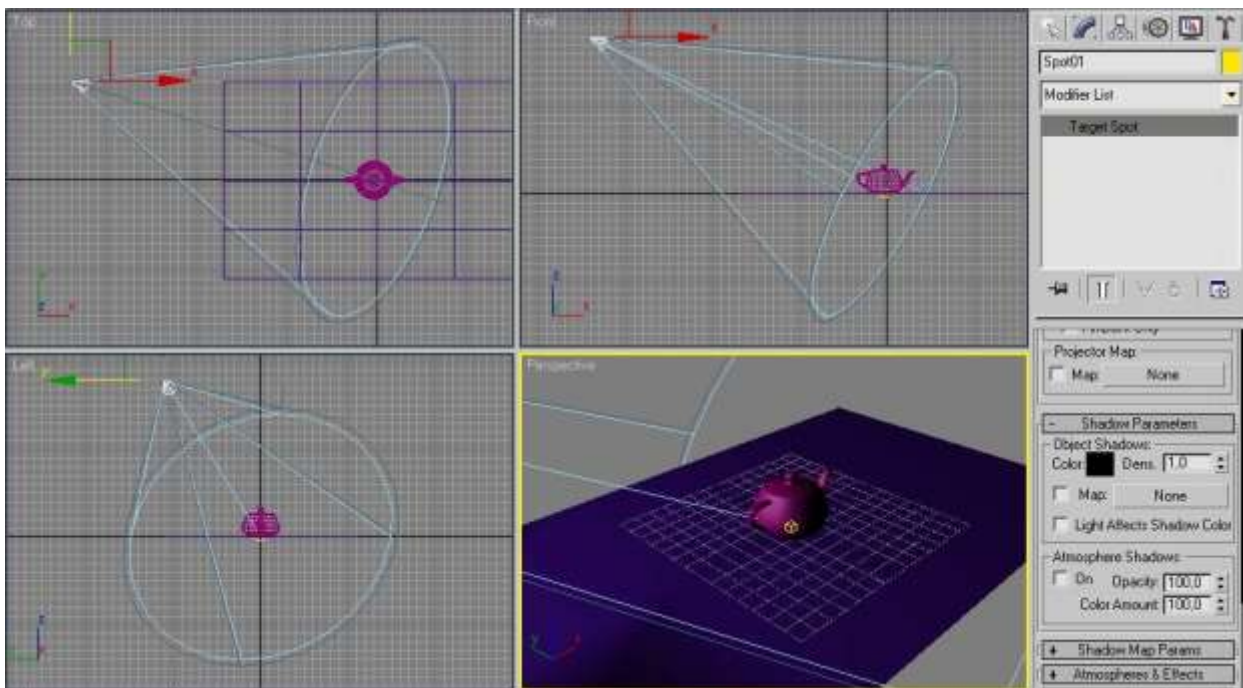 Top
Front
Left
Perspective
Spot01
Modifier List
Target Spot
Projector Map:
Map: None
- Shadow Parameters
Object Shadows:
Color: Dens. 1,0
Map: None
Light Affects Shadow Color
Atmosphere Shadows:
On Opacity: 100,0
Color Amount: 100,0
+ Shadow Map Params
+ Atmospheres & Effects